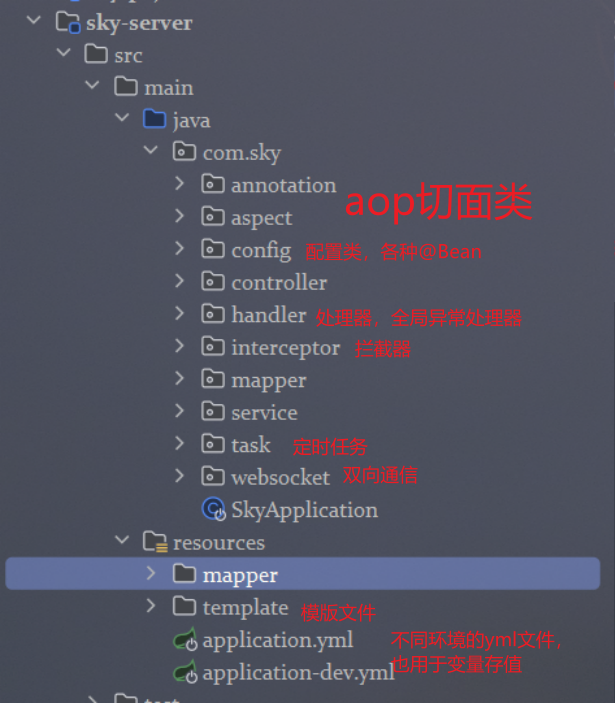 sky-server
src
main
java
com.sky
annotation
aop切面类
aspect
config 配置类，各种@Bean
controller
handler 处理器，全局异常处理器
interceptor 拦截器
mapper
service
task 定时任务
websocket 双向通信
SkyApplication
resources
mapper
template 模版文件
application.yml 不同环境的yml文件，
application-dev.yml 也用于变量存值
test